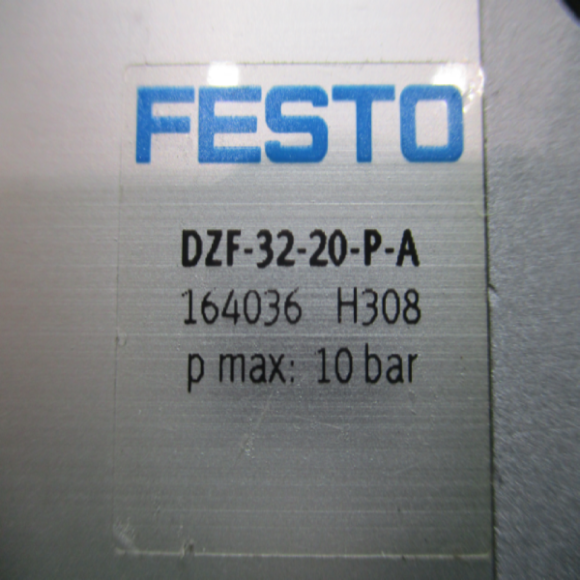 FESTO
DZF-32-20-P-A
164036 H308
p max: 10 bar